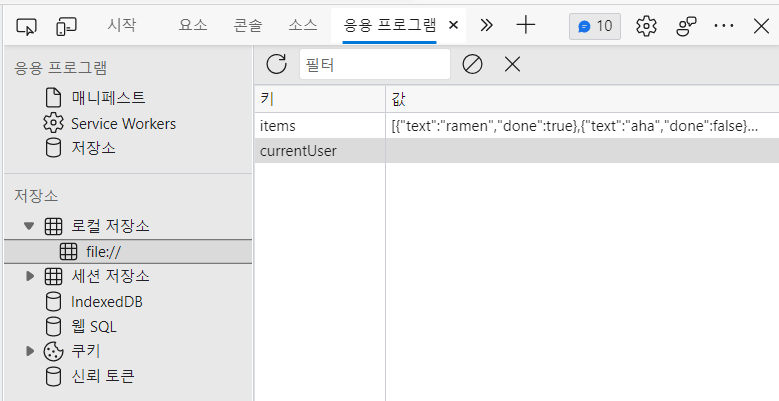 시작 요소 콘솔 소스 응용 프로그램 10
응용 프로그램
매니페스트
Service Workers
저장소
저장소
로컬 저장소
file://
세션 저장소
IndexedDB
웹 SQL
쿠키
신뢰 토큰
필터
키 값
items [{"text":"ramen","done":true},{"text":"aha","done":false}...
currentUser